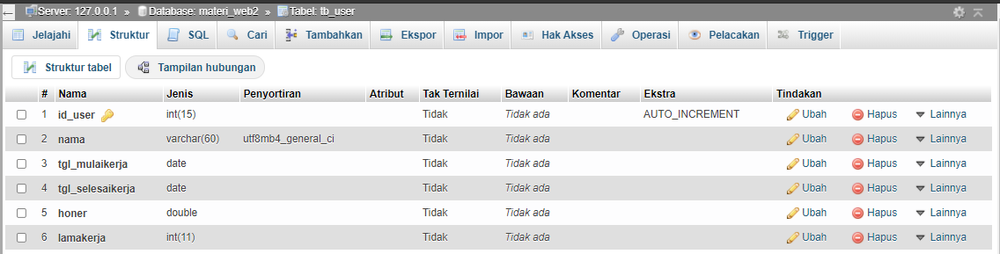 Server: 127.0.0.1 » Database: materi_web2 » Tabel: tb_user
Jelajahi Struktur SQL Cari Tambahkan Ekspor Impor Hak Akses Operasi Pelacakan Trigger
Struktur tabel Tampilan hubungan
# Nama Jenis Penyortiran Atribut Tak Ternilai Bawaan Komentar Ekstra Tindakan
1 id_user int(15) Tidak Tidak ada AUTO_INCREMENT Ubah Hapus Lainnya
2 nama varchar(60) utf8mb4_general_ci Tidak Tidak ada Ubah Hapus Lainnya
3 tgl_mulaikerja date Tidak Tidak ada Ubah Hapus Lainnya
4 tgl_selesaikerja date Tidak Tidak ada Ubah Hapus Lainnya
5 honer double Tidak Tidak ada Ubah Hapus Lainnya
6 lamakerja int(11) Tidak Tidak ada Ubah Hapus Lainnya